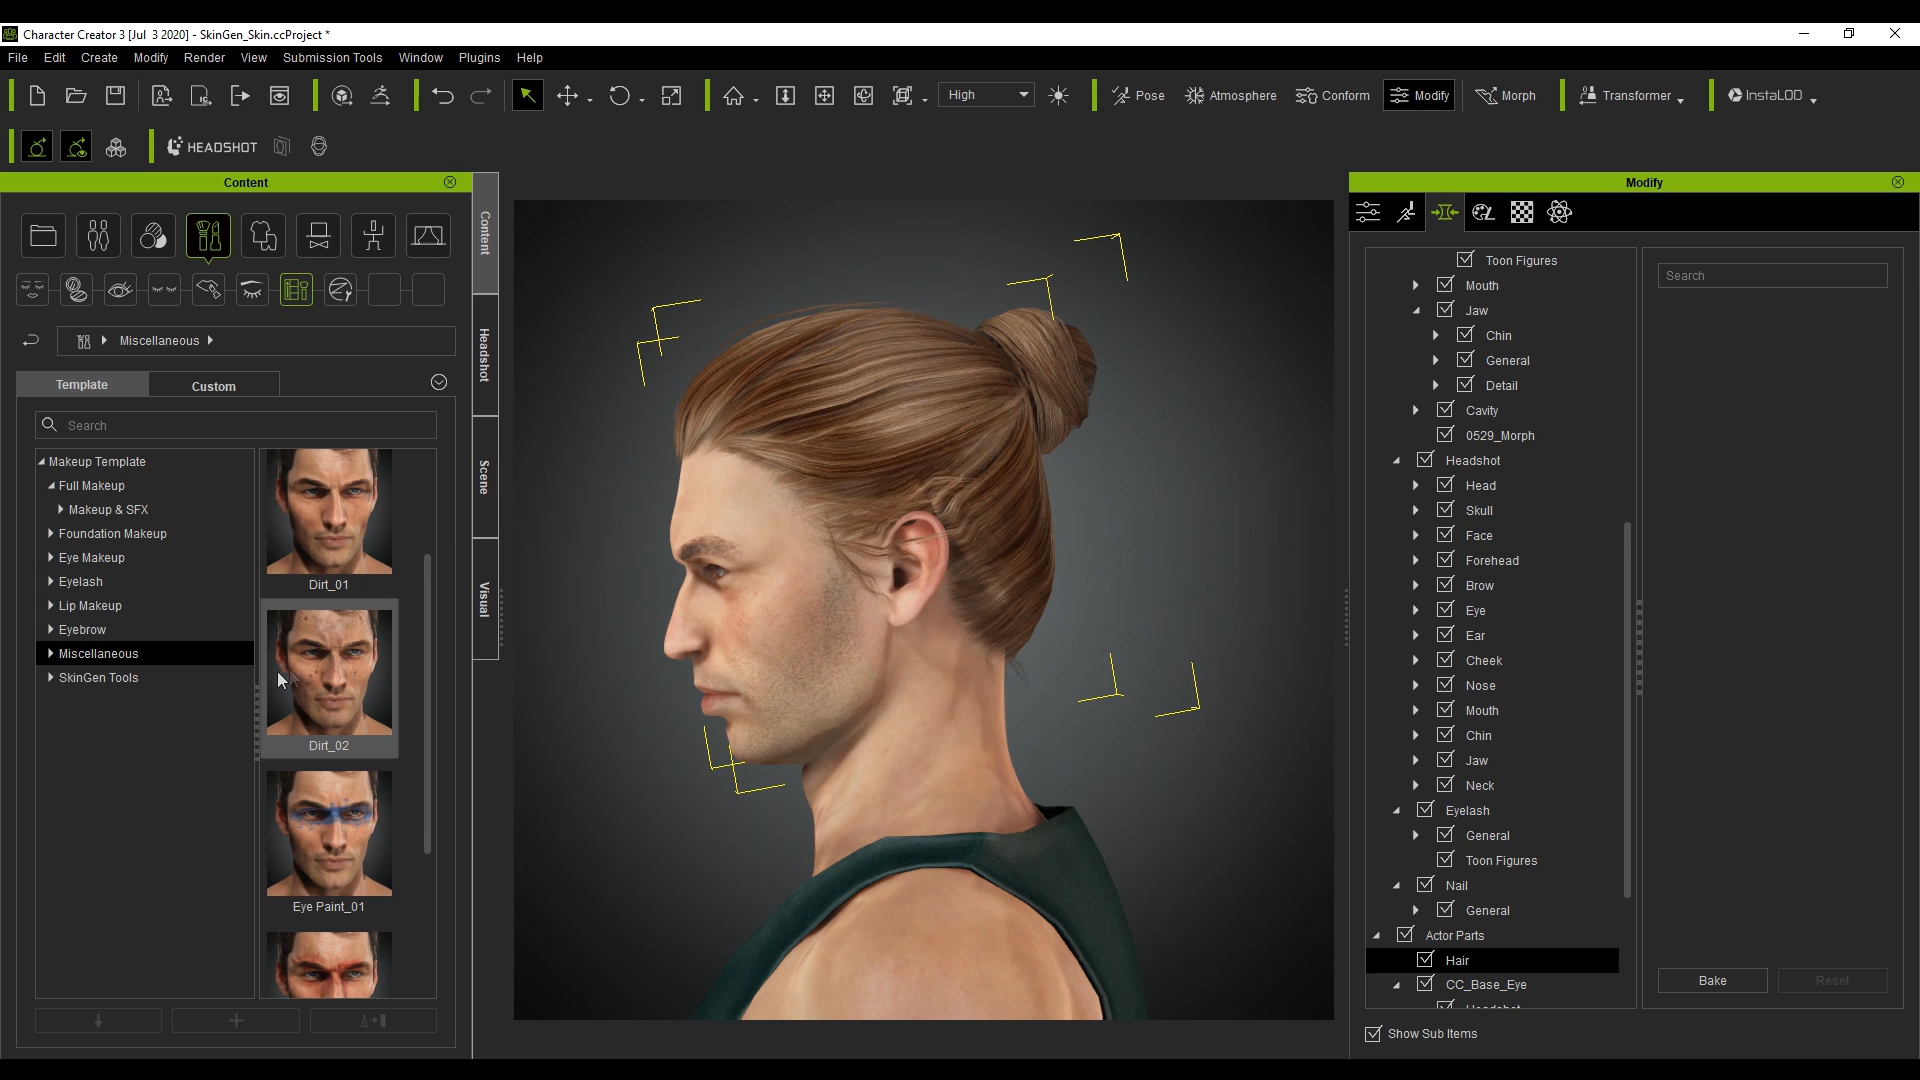 Character Creator 3 [Jul  3 2020] - SkinGen_Skin.ccProject *
File Edit Create Modify Render View Submission Tools Window Plugins Help
High Pose Atmosphere Conform Modify Morph Transformer InstaLOD
HEADSHOT
Content
Miscellaneous
Template Custom
Search
Makeup Template
Full Makeup
Makeup & SFX
Foundation Makeup
Eye Makeup
Eyelash
Lip Makeup
Eyebrow
Miscellaneous
SkinGen Tools
Dirt_01
Dirt_02
Eye Paint_01
Content
Headshot
Scene
Visual
Modify
Toon Figures
Mouth
Jaw
Chin
General
Detail
Cavity
0529_Morph
Headshot
Head
Skull
Face
Forehead
Brow
Eye
Ear
Cheek
Nose
Mouth
Chin
Jaw
Neck
Eyelash
General
Toon Figures
Nail
General
Actor Parts
Hair
CC_Base_Eye
Headshot
Show Sub Items
Search
Bake Reset